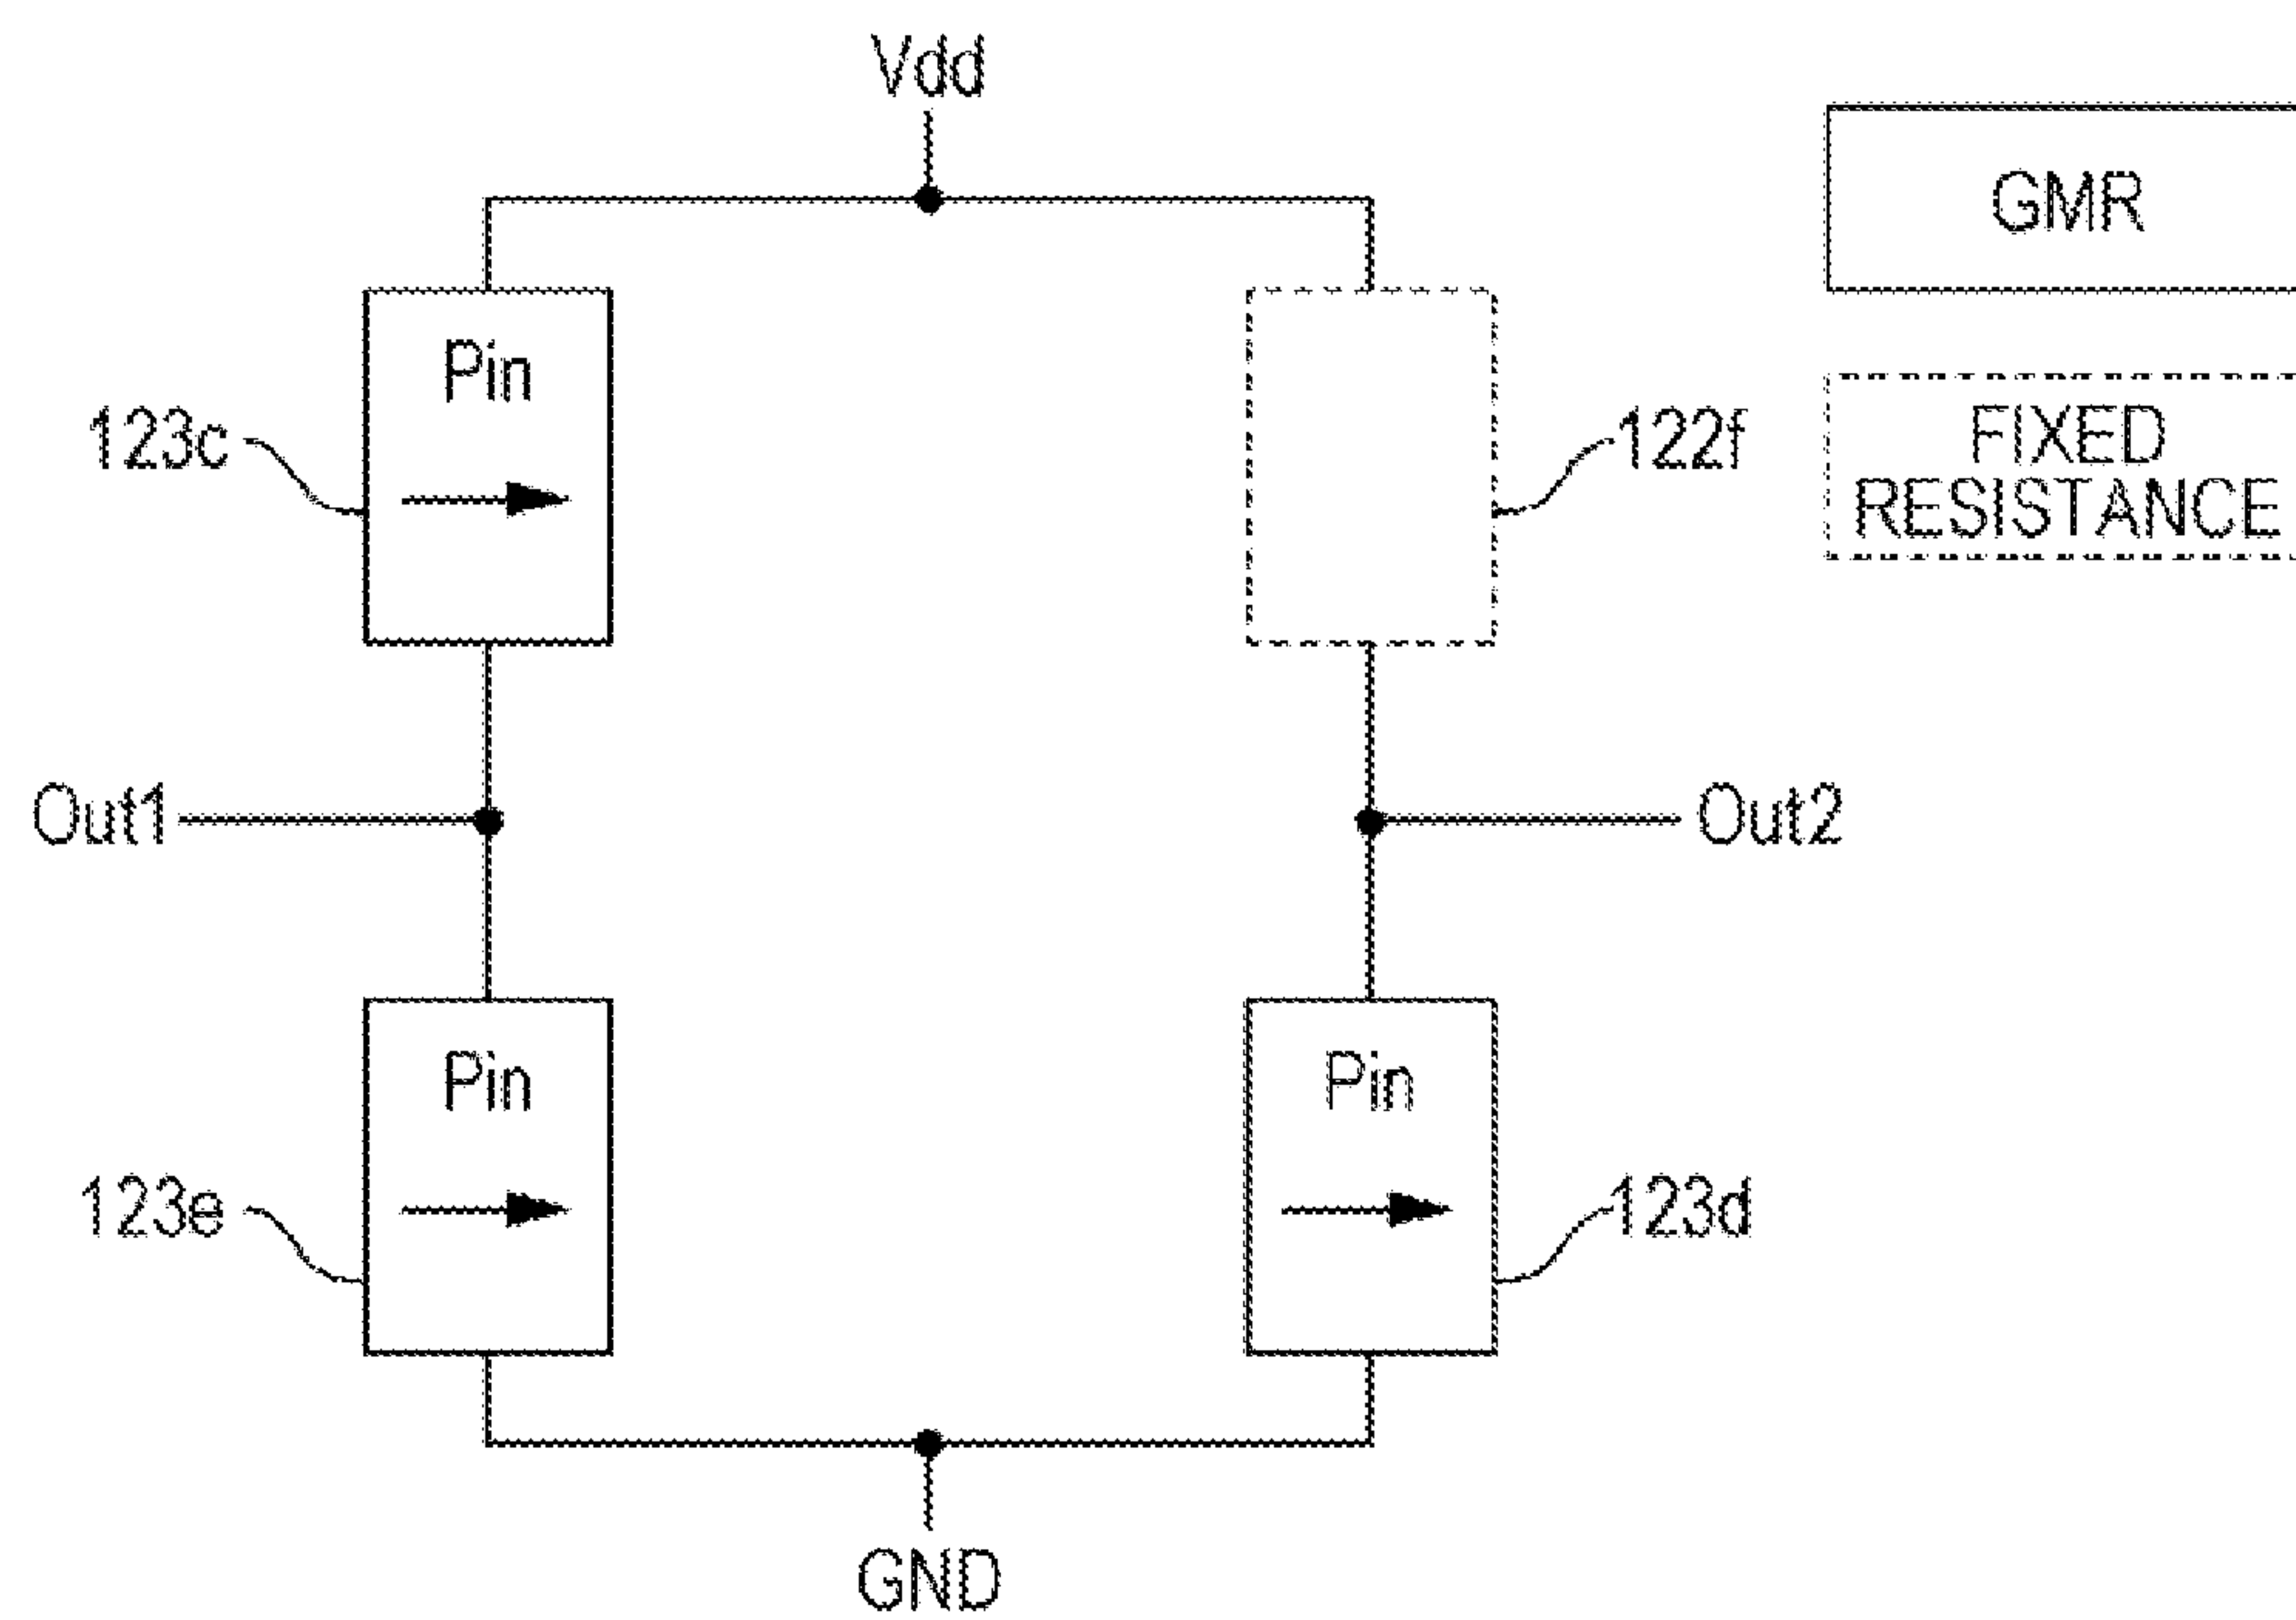 Vdd
GMR
Pin
123c
122f
FIXED
RESISTANCE
Out1
Out2
Pin
Pin
123e
123d
GND